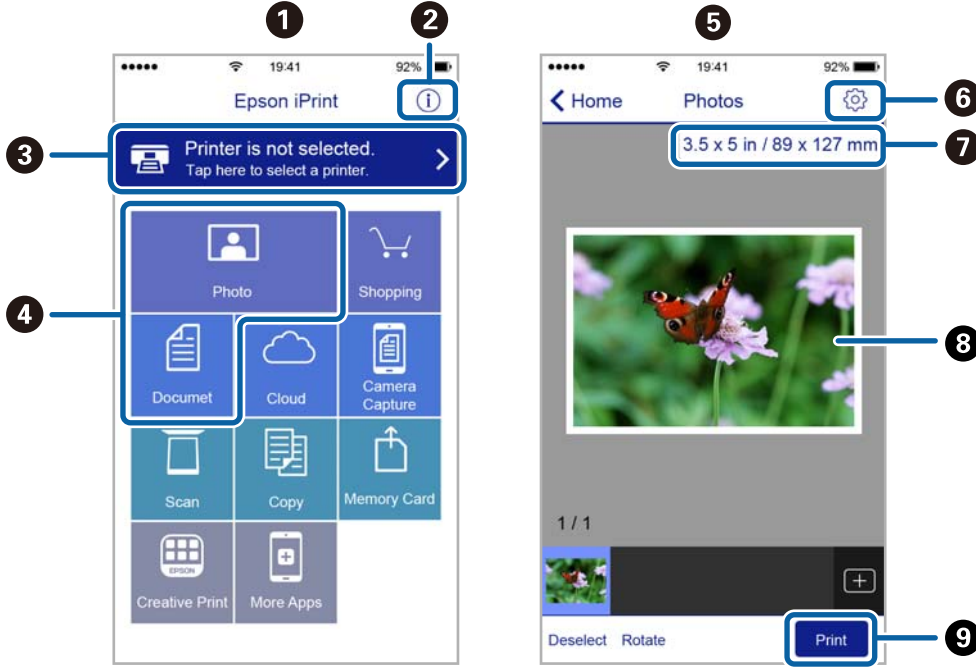 1
2
19:41
92%
Epson iPrint
i
3
Printer is not selected.
Tap here to select a printer.
4
Photo
Shopping
Documet
Cloud
Camera
Capture
Scan
Copy
Memory Card
EPSON
Creative Print
More Apps
5
19:41
92%
Home
Photos
6
3.5 x 5 in / 89 x 127 mm
7
8
1 / 1
Deselect
Rotate
Print
9